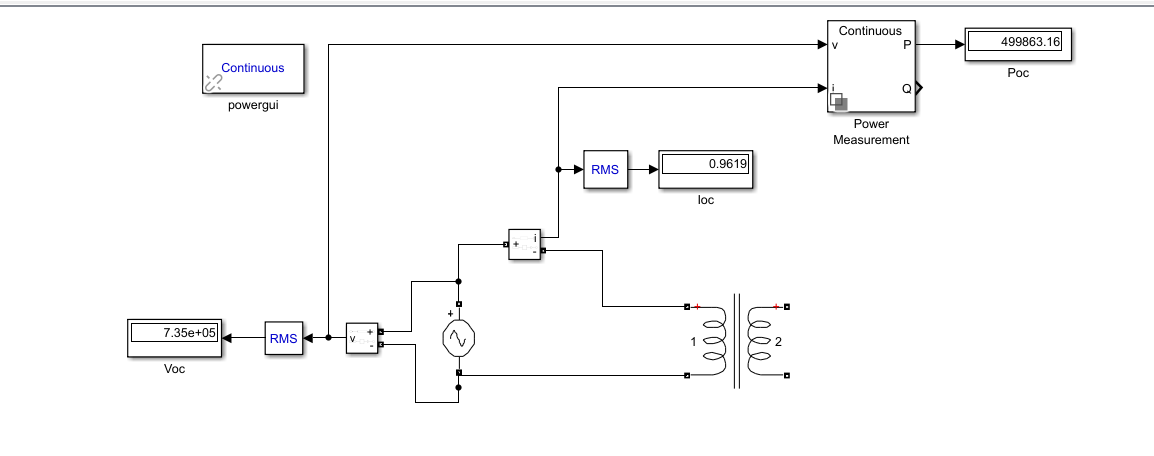 Continuous
v
P
i
Q
Power
Measurement
499863.16
Poc
Continuous
powergui
RMS
0.9619
Ioc
+
i
-
+
7.35e+05
Voc
RMS
v
+
-
+
1
+
2